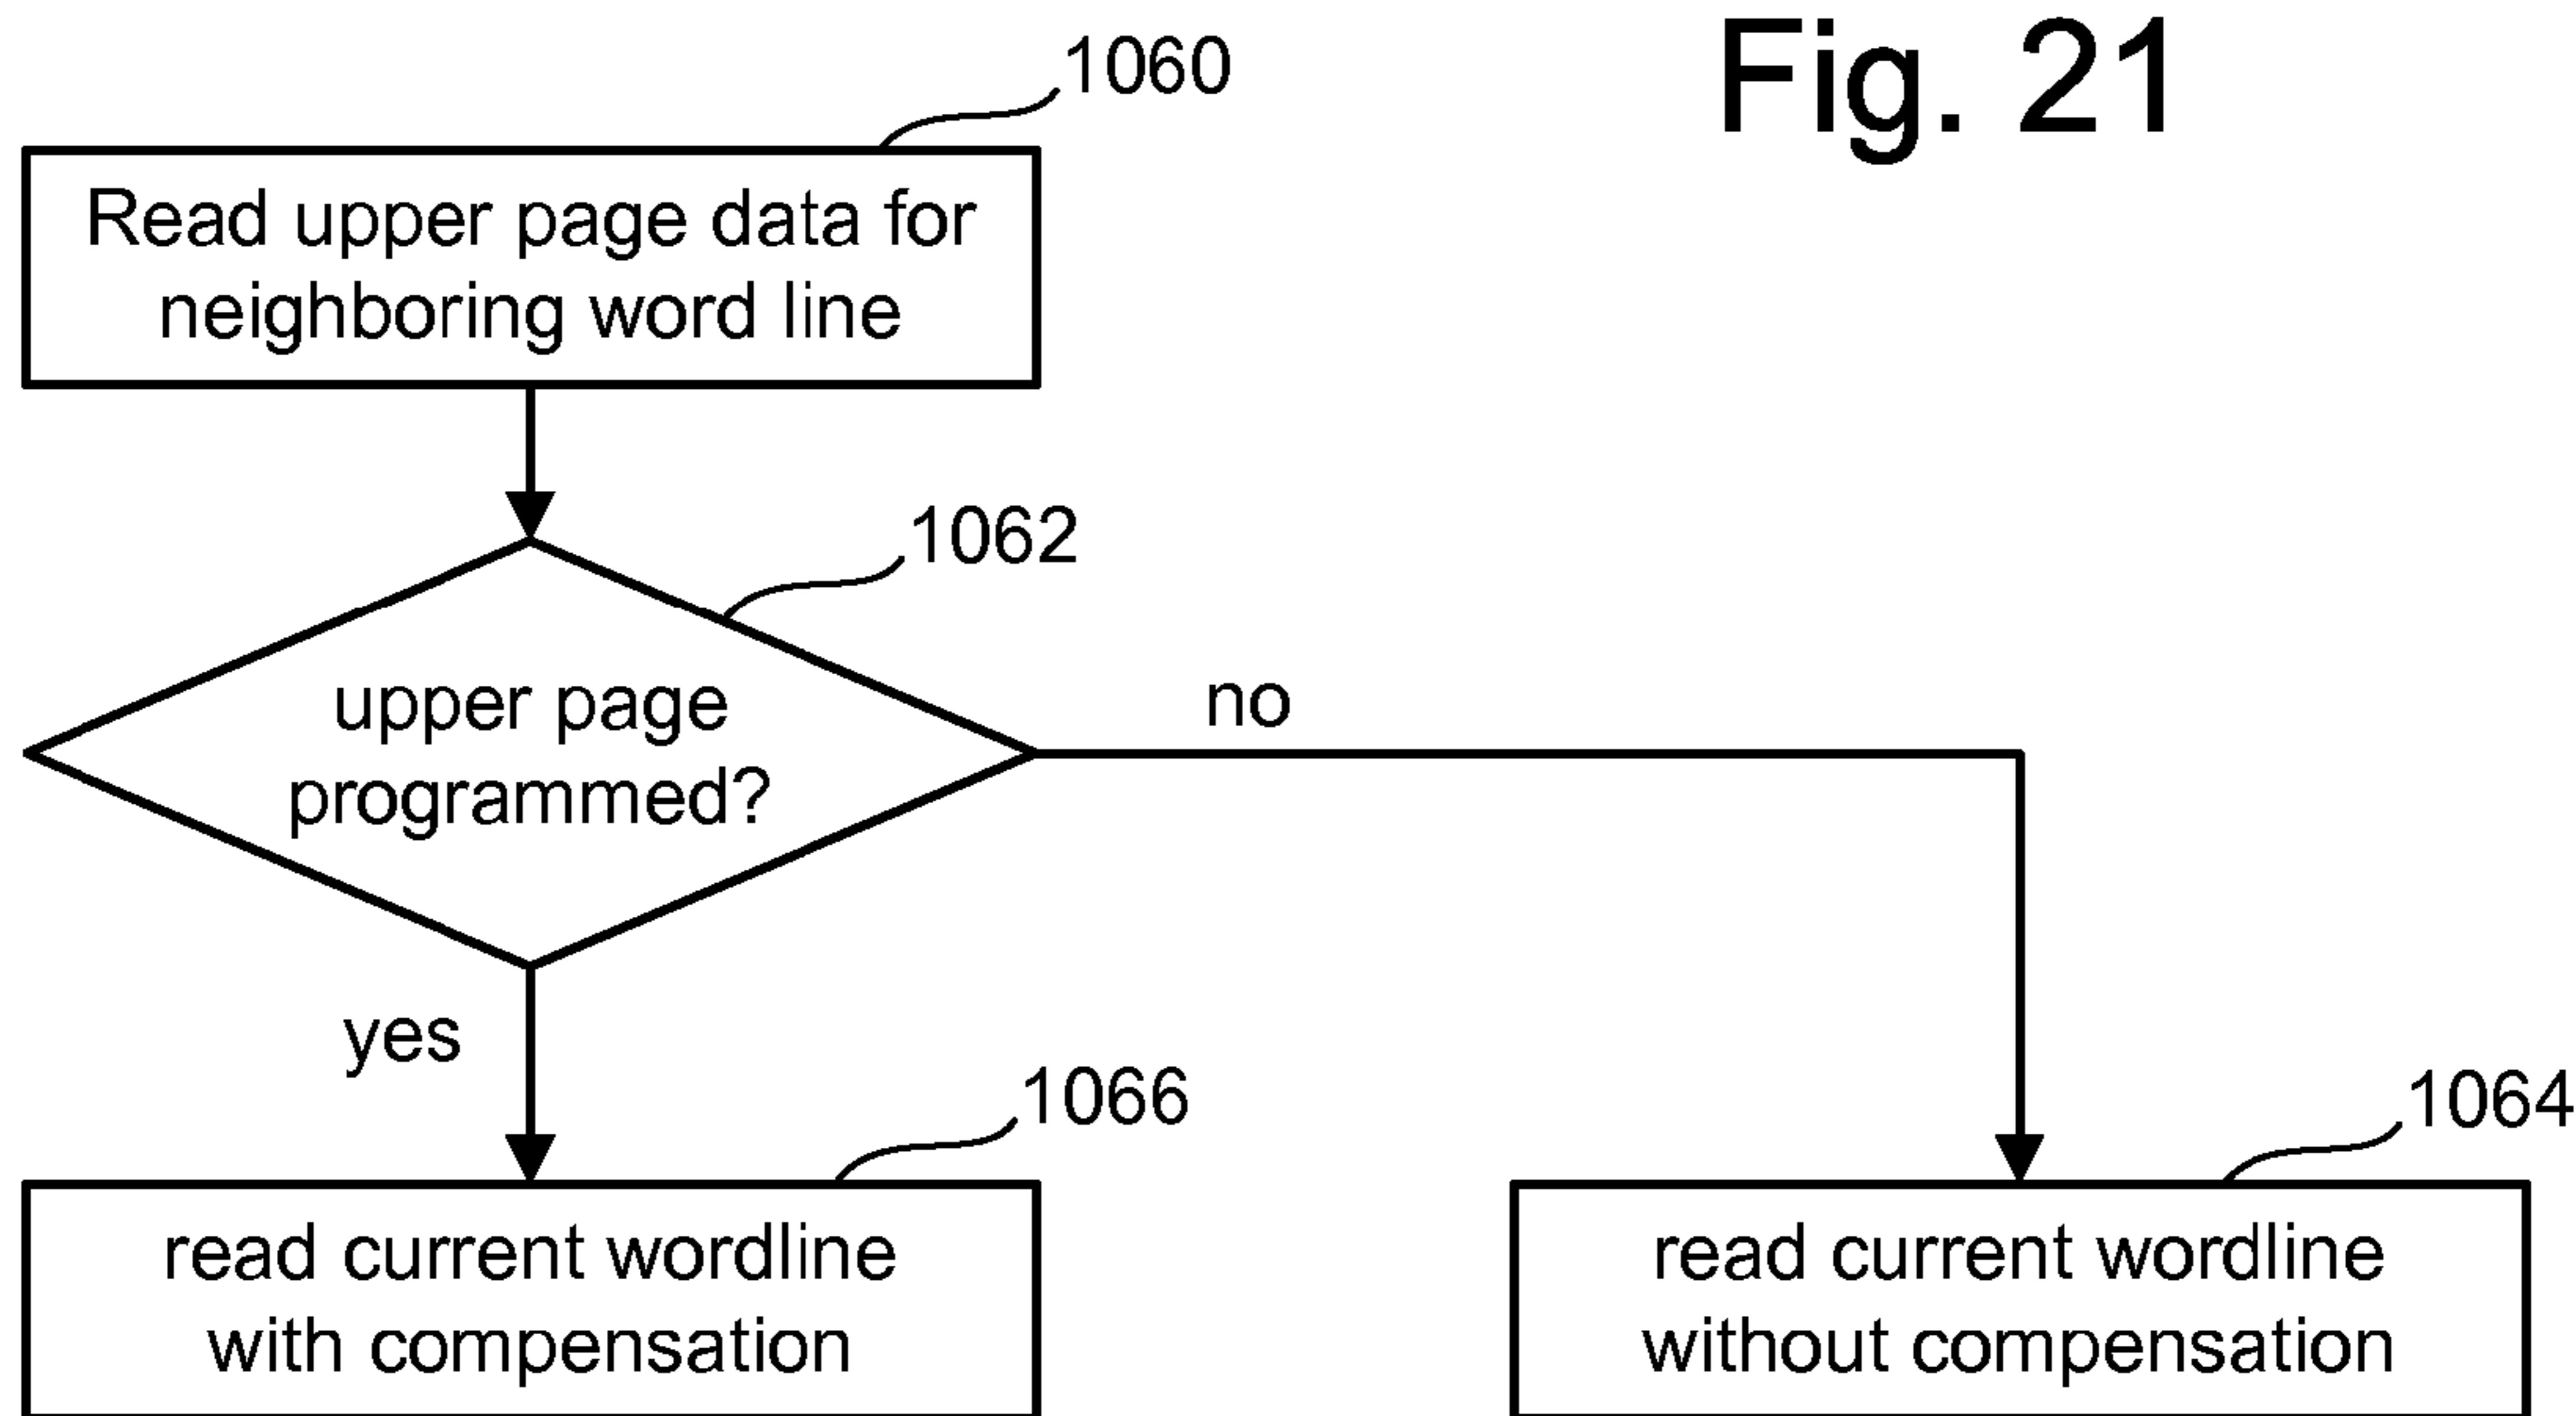 Fig. 21
1060
Read upper page data for
neighboring word line
1062
upper page
programmed?
no
yes
1066
read current wordline
with compensation
1064
read current wordline
without compensation